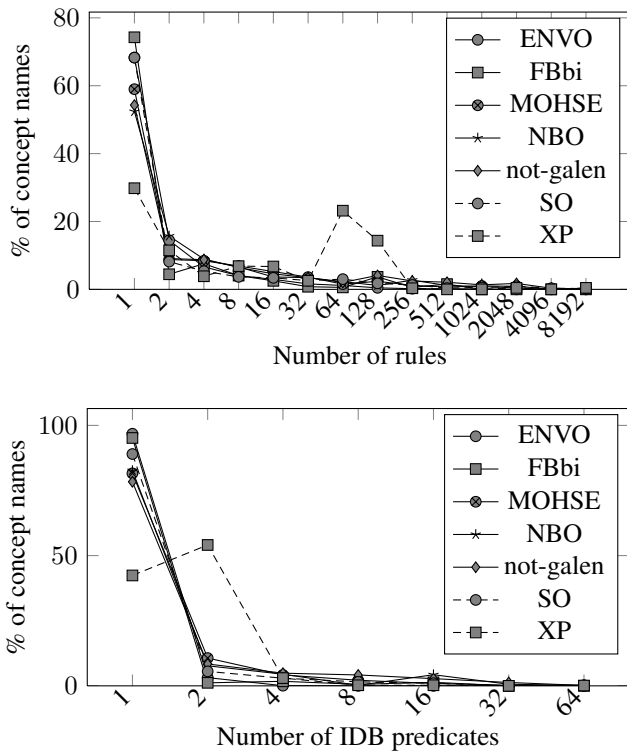 80
60
40
20
0
% of concept names
1 2 4 8 16 32 64 128 256 512 1024 2048 4096 8192
Number of rules
ENVO
FBbi
MOHSE
NBO
not-galen
SO
XP
100
50
0
% of concept names
1 2 4 8 16 32 64
Number of IDB predicates
ENVO
FBbi
MOHSE
NBO
not-galen
SO
XP